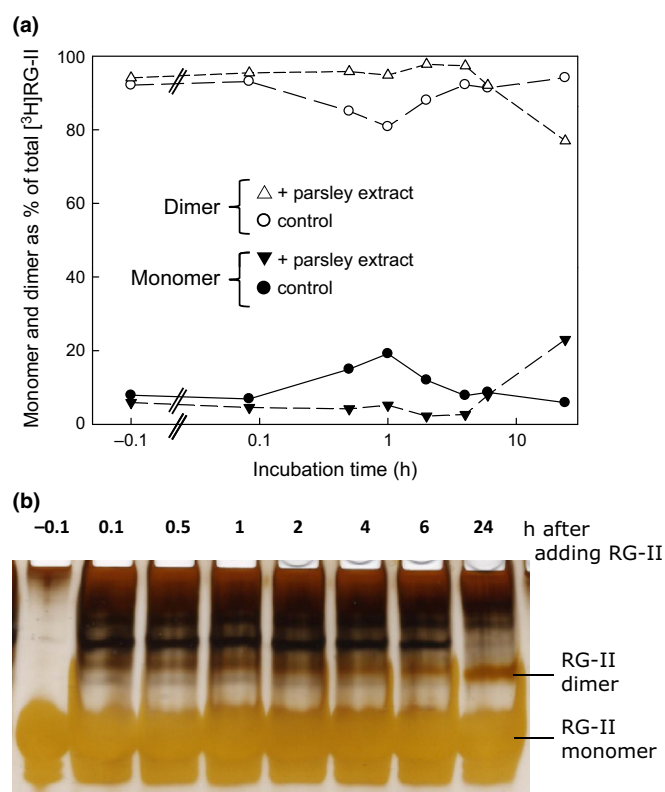 (a)
Monomer and dimer as % of total [³H]RG-II
100
80
60
40
20
0
Dimer
+ parsley extract
control
Monomer
+ parsley extract
control
–0.1
0.1
1
10
Incubation time (h)
(b)
–0.1 0.1 0.5 1 2 4 6 24 h after
adding RG-II
RG-II
dimer
RG-II
monomer